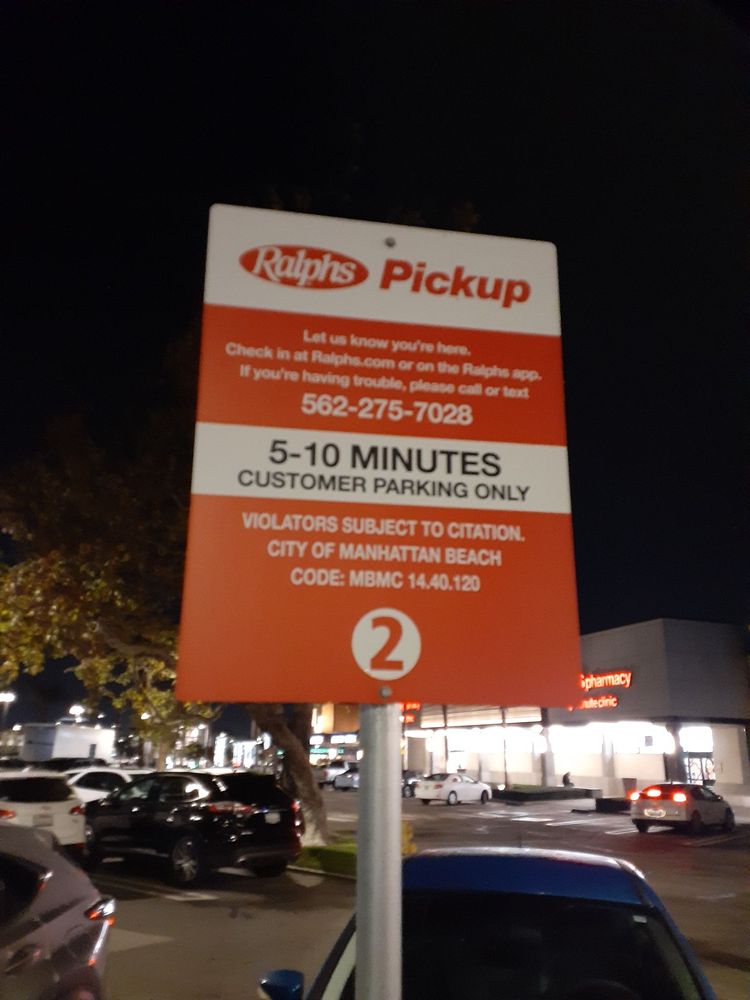 Ralphs Pickup
Let us know you're here.
Check in at Ralphs.com or on the Ralphs app.
If you're having trouble, please call or text
562-275-7028
5-10 MINUTES
CUSTOMER PARKING ONLY
VIOLATORS SUBJECT TO CITATION.
CITY OF MANHATTAN BEACH
CODE: MBMC 14.40.120
2
pharmacy